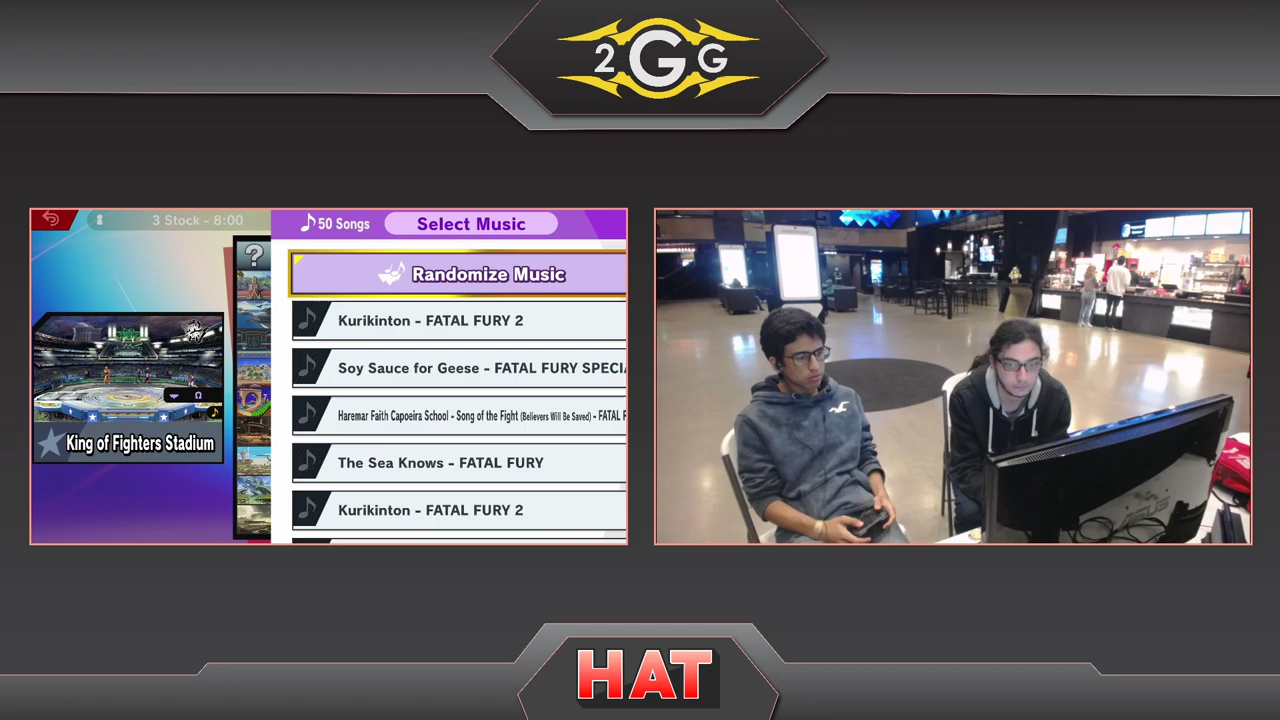 2GG
3 Stock - 8:00
50 Songs
Select Music
?
Randomize Music
Kurikinton - FATAL FURY 2
Soy Sauce for Geese - FATAL FURY SPECIA
Haremar Faith Capoeira School - Song of the Fight (Believers Will Be Saved) - FATAL F
The Sea Knows - FATAL FURY
Kurikinton - FATAL FURY 2
Ω
King of Fighters Stadium
ASUS
HAT